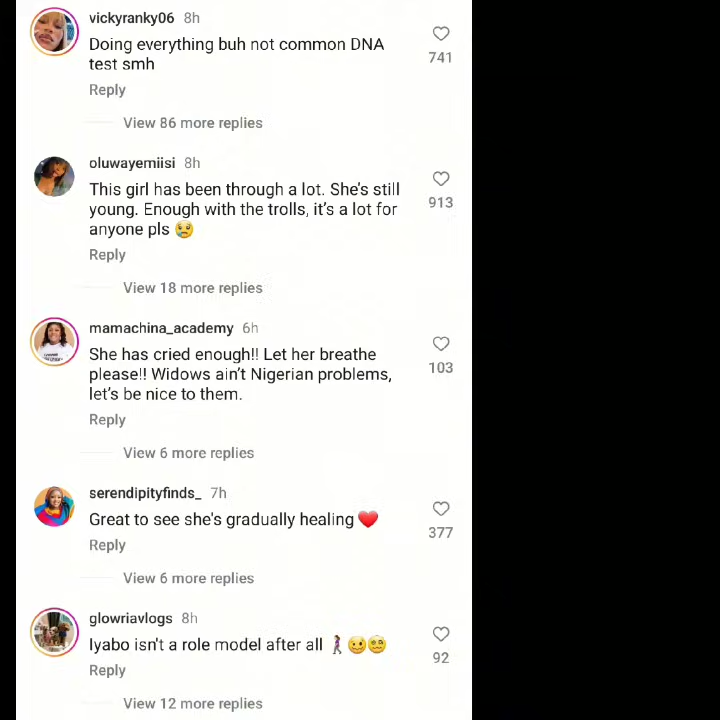 vickyranky06 8h
Doing everything buh not common DNA
test smh
741
Reply
View 86 more replies
oluwayemiisi 8h
This girl has been through a lot. She's still
young. Enough with the trolls, it's a lot for
anyone pls 😢
913
Reply
View 18 more replies
mamachina_academy 6h
She has cried enough!! Let her breathe
please!! Widows ain't Nigerian problems,
let's be nice to them.
103
Reply
View 6 more replies
serendipityfinds_ 7h
Great to see she's gradually healing ❤️
377
Reply
View 6 more replies
glowriavlogs 8h
Iyabo isn't a role model after all 🚶‍♀️🥴😵‍💫
92
Reply
View 12 more replies